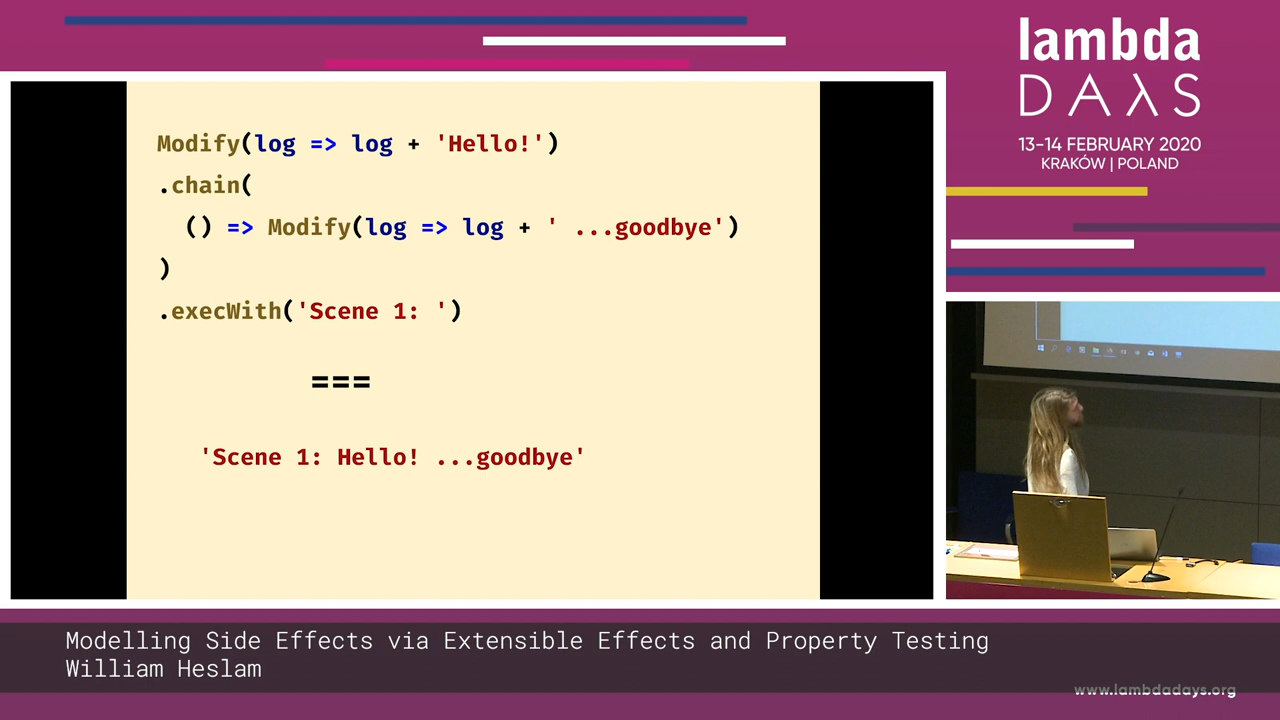 lambda
DAλS
13-14 FEBRUARY 2020
KRAKÓW | POLAND
Modify(log => log + 'Hello!')
.chain(
() => Modify(log => log + ' ...goodbye')
)
.execWith('Scene 1: ')
===
'Scene 1: Hello! ...goodbye'
Modelling Side Effects via Extensible Effects and Property Testing
William Heslam
www.lambdadays.org